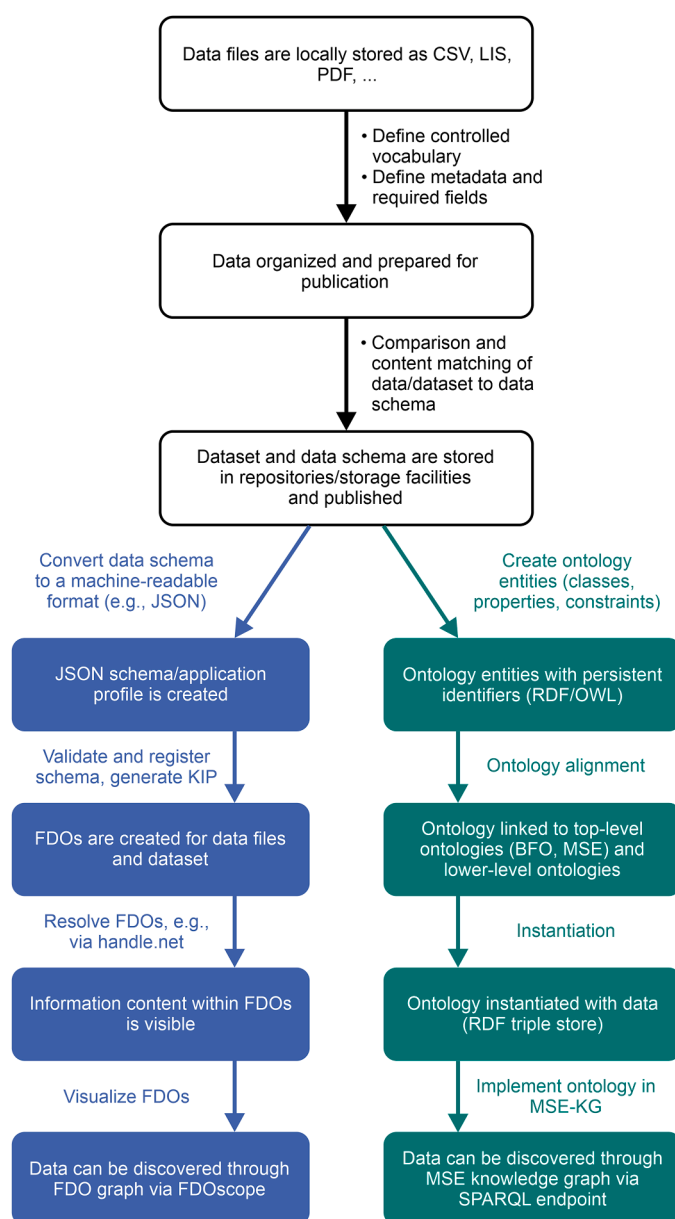 Data files are locally stored as CSV, LIS,
PDF, ...
• Define controlled
vocabulary
• Define metadata and
required fields
Data organized and prepared for
publication
• Comparison and
content matching of
data/dataset to data
schema
Dataset and data schema are stored
in repositories/storage facilities
and published
Convert data schema
to a machine-readable
format (e.g., JSON)
JSON schema/application
profile is created
Validate and register
schema, generate KIP
FDOs are created for data files
and dataset
Resolve FDOs, e.g.,
via handle.net
Information content within FDOs
is visible
Visualize FDOs
Data can be discovered through
FDO graph via FDOscope
Create ontology
entities (classes,
properties, constraints)
Ontology entities with persistent
identifiers (RDF/OWL)
Ontology alignment
Ontology linked to top-level
ontologies (BFO, MSE) and
lower-level ontologies
Instantiation
Ontology instantiated with data
(RDF triple store)
Implement ontology in
MSE-KG
Data can be discovered through
MSE knowledge graph via
SPARQL endpoint